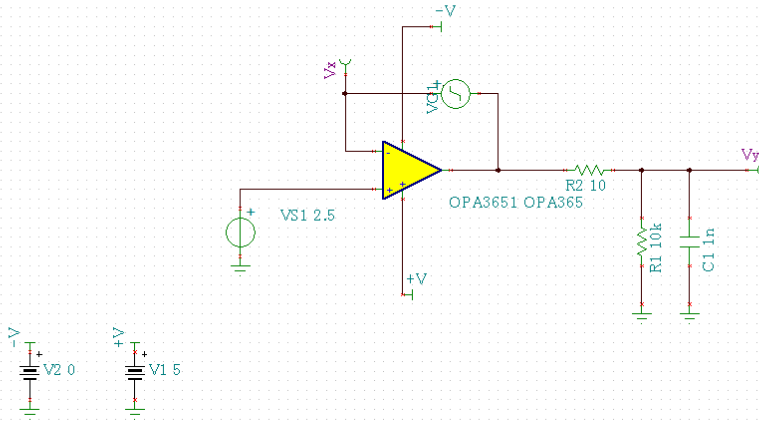 -V
Vx
+
VG1
-
+
+
VS1 2.5
+
OPA3651 OPA365
R2 10
Vy
R1 10k
C1 1n
+V
-V
+
V2 0
+V
+
V1 5